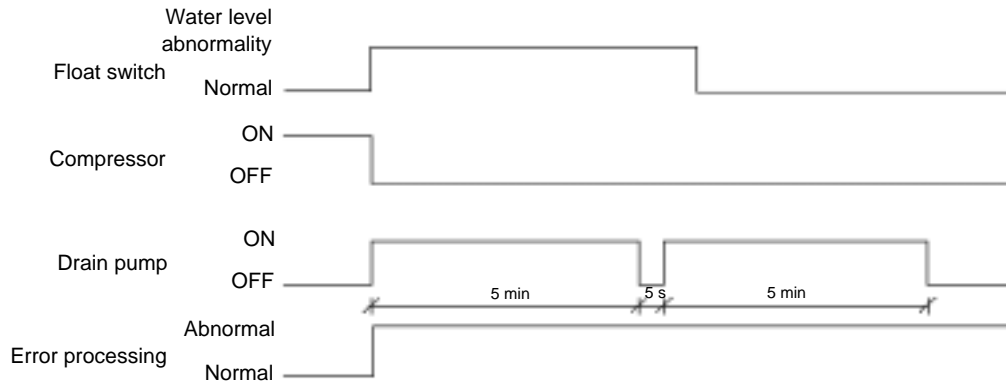 Water level
abnormality
Float switch
Normal
ON
Compressor
OFF
ON
Drain pump
OFF
5 min
5 s
5 min
Abnormal
Error processing
Normal